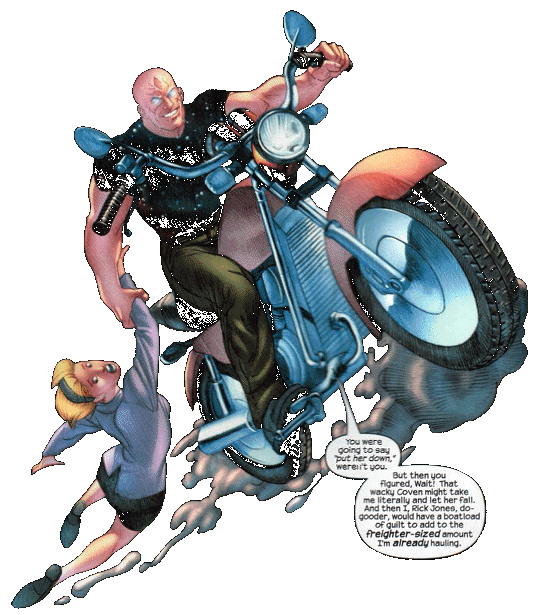 You were
going to say
"put her down,"
weren't you.
But then you
figured, Wait! That
wacky Coven might take
me literally and let her fall.
And then I, Rick Jones, do-
gooder, would have a boatload
of guilt to add to the
freighter-sized amount
I'm already hauling.